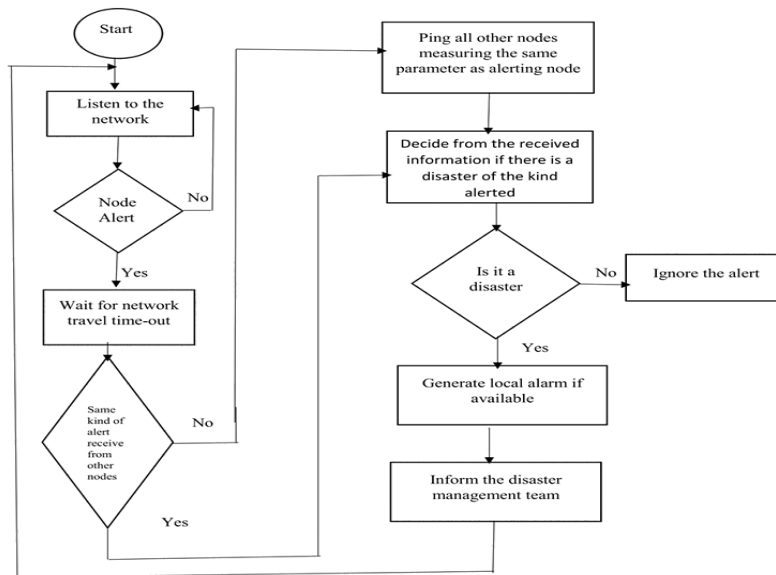 Start
Listen to the
network
Node
Alert
No
Yes
Wait for network
travel time-out
Same
kind of
alert
receive
from
other
nodes
No
Yes
Ping all other nodes
measuring the same
parameter as alerting node
Decide from the received
information if there is a
disaster of the kind
alerted
Is it a
disaster
No
Ignore the alert
Yes
Generate local alarm if
available
Inform the disaster
management team